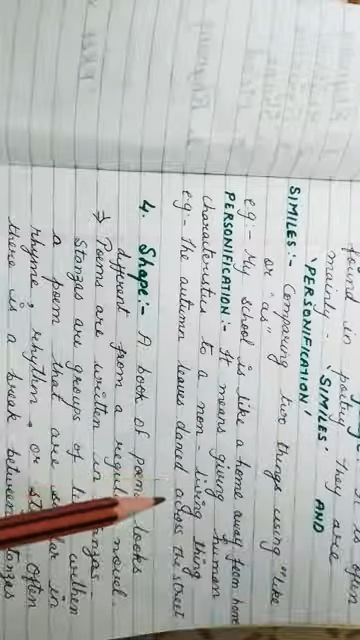 found in poetry they are
mainly. 'SIMILES' AND
'PERSONIFICATION'
SIMILES:- Comparing two things using "like
or "as"
eg:- My school is like a home away from home
PERSONIFICATION:- It means giving human
characteristics to a non living thing
eg:- The autumn leaves danced across the street
4. Shape:- A book of poems looks
different from a regular novel.
→ Poems are written in
Stanzas are groups of within
a poem that are in
rhyme, rhythm, or often
there is a break between stanzas